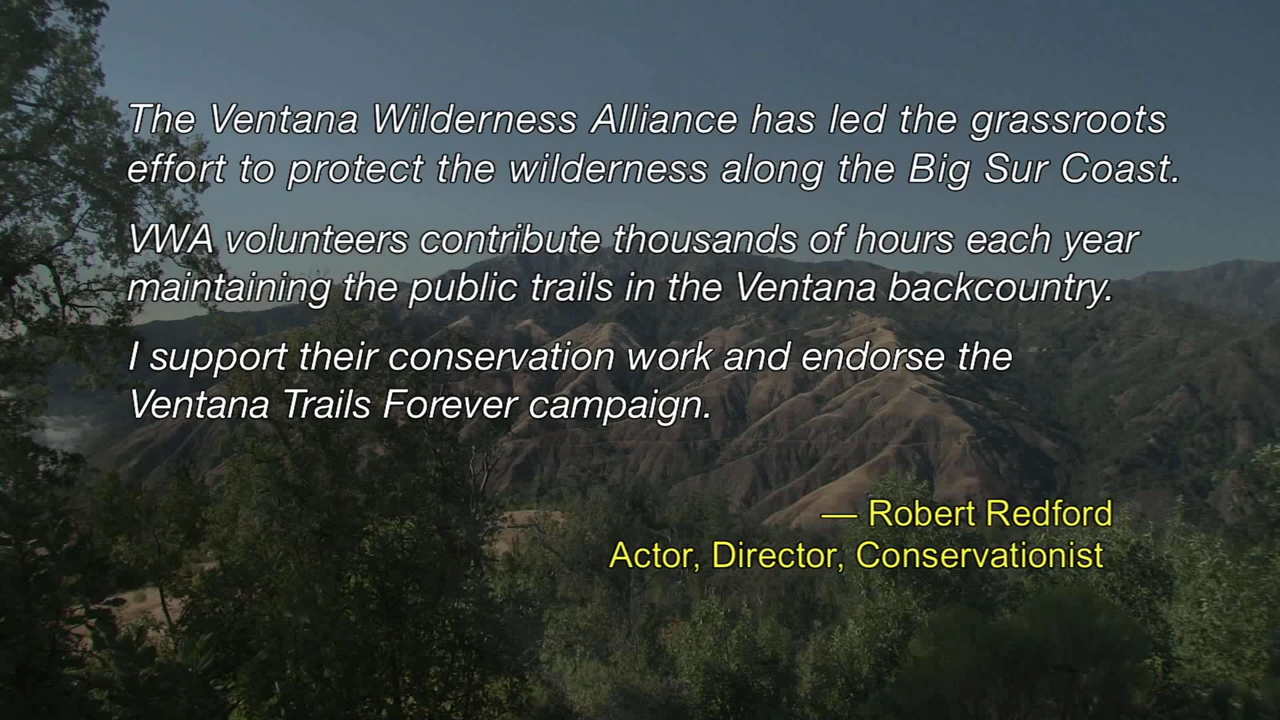 The Ventana Wilderness Alliance has led the grassroots
effort to protect the wilderness along the Big Sur Coast.
VWA volunteers contribute thousands of hours each year
maintaining the public trails in the Ventana backcountry.
I support their conservation work and endorse the
Ventana Trails Forever campaign.
— Robert Redford
Actor, Director, Conservationist